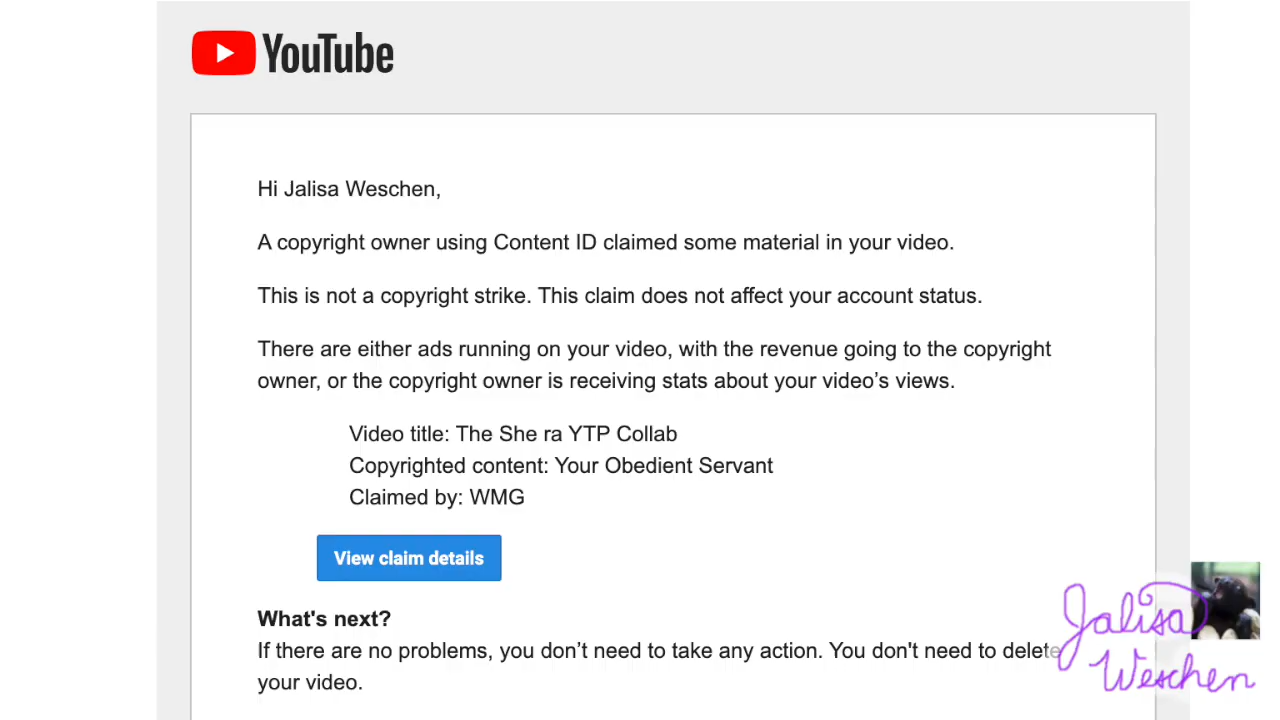 YouTube
Hi Jalisa Weschen,
A copyright owner using Content ID claimed some material in your video.
This is not a copyright strike. This claim does not affect your account status.
There are either ads running on your video, with the revenue going to the copyright
owner, or the copyright owner is receiving stats about your video’s views.
Video title: The She ra YTP Collab
Copyrighted content: Your Obedient Servant
Claimed by: WMG
View claim details
What's next?
If there are no problems, you don’t need to take any action. You don't need to delete
your video.
Jalisa
Weschen